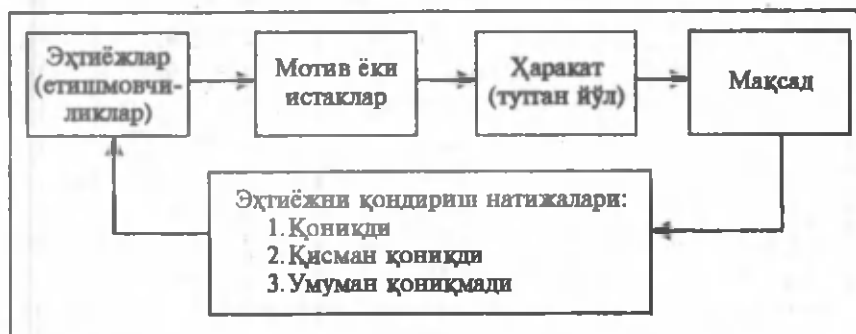 Эҳтиёжлар
(етишмовчи-
ликлар)
Мотив ёки
истаклар
Ҳаракат
(тутган йўл)
Мақсад
Эҳтиёжни қондириш натижалари:
1. Қониқди
2. Қисман қониқди
3. Умуман қониқмади